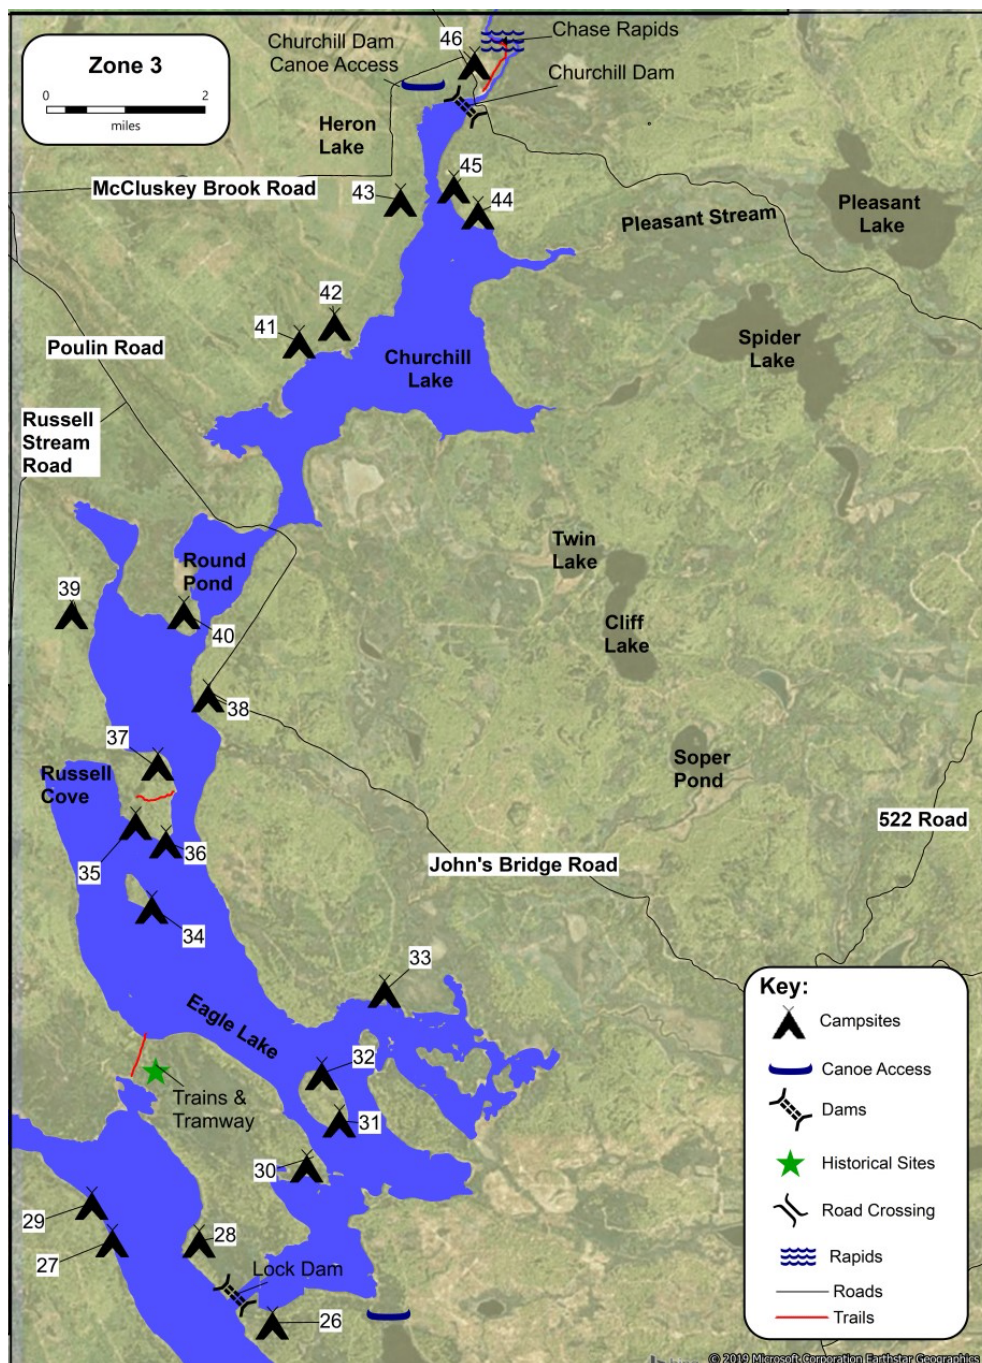 Zone 3
0 2
miles
46
Chase Rapids
Churchill Dam
Canoe Access
Churchill Dam
Heron
Lake
45
McCluskey Brook Road
43
44
Pleasant Stream
Pleasant
Lake
42
41
Spider
Lake
Poulin Road
Churchill
Lake
Russell
Stream
Road
Twin
Lake
Round
Pond
39
40
Cliff
Lake
38
37
Russell
Cove
Soper
Pond
522 Road
36
35
John's Bridge Road
34
33
Eagle Lake
32
Trains &
Tramway
31
30
29
28
27
Lock Dam
26
Key:
Campsites
Canoe Access
Dams
Historical Sites
Road Crossing
Rapids
Roads
Trails
© 2019 Microsoft Corporation Earthstar Geographics